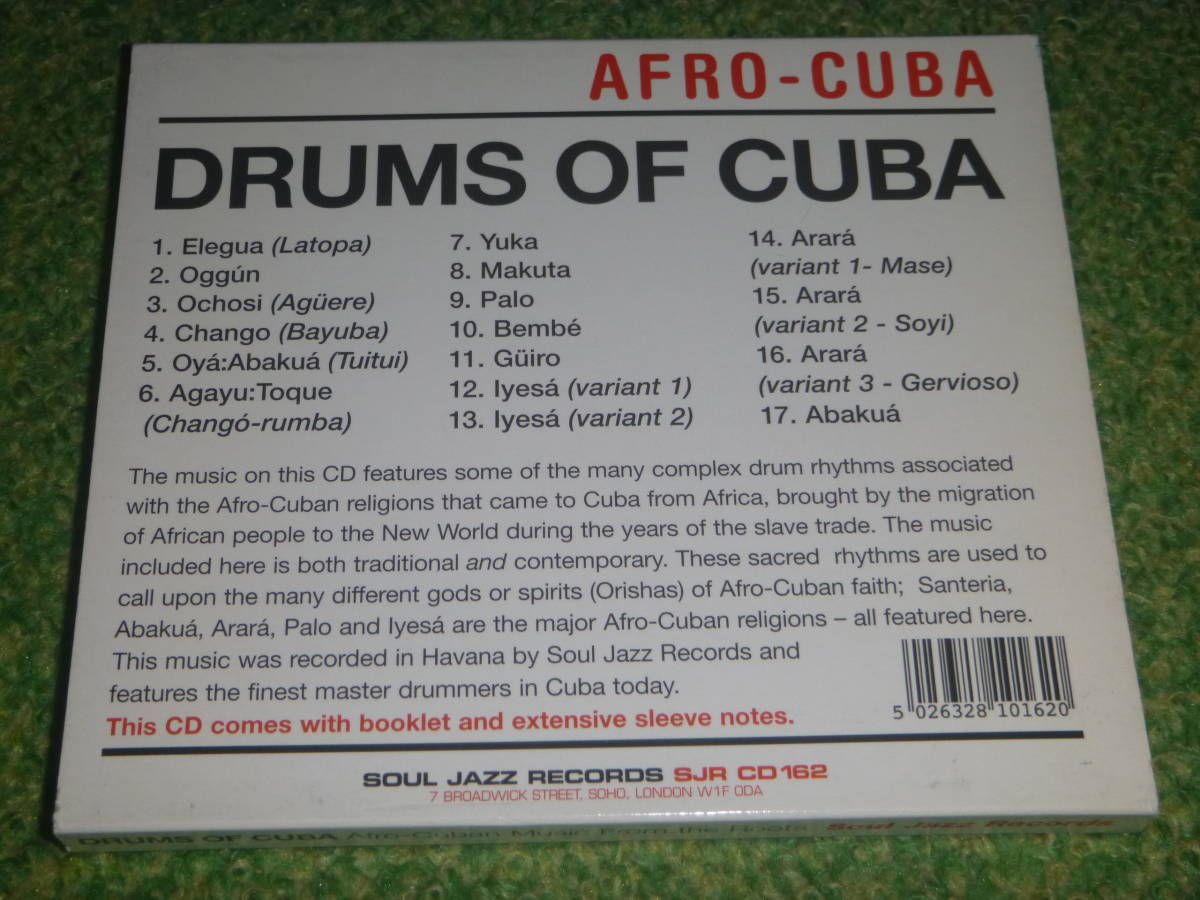 AFRO-CUBA
DRUMS OF CUBA
1. Elegua (Latopa)
2. Oggún
3. Ochosi (Agüere)
4. Chango (Bayuba)
5. Oyá:Abakuá (Tuitui)
6. Agayu:Toque
(Changó-rumba)
7. Yuka
8. Makuta
9. Palo
10. Bembé
11. Güiro
12. Iyesá (variant 1)
13. Iyesá (variant 2)
14. Arará
(variant 1- Mase)
15. Arará
(variant 2 - Soyi)
16. Arará
(variant 3 - Gervioso)
17. Abakuá
The music on this CD features some of the many complex drum rhythms associated
with the Afro-Cuban religions that came to Cuba from Africa, brought by the migration
of African people to the New World during the years of the slave trade. The music
included here is both traditional and contemporary. These sacred rhythms are used to
call upon the many different gods or spirits (Orishas) of Afro-Cuban faith; Santeria,
Abakuá, Arará, Palo and Iyesá are the major Afro-Cuban religions – all featured here.
This music was recorded in Havana by Soul Jazz Records and
features the finest master drummers in Cuba today.
This CD comes with booklet and extensive sleeve notes.
5 026328 101620
SOUL JAZZ RECORDS SJR CD162
7 BROADWICK STREET, SOHO, LONDON W1F 0DA
DRUMS OF CUBA Afro-Cuban Music From the Roots Soul Jazz Records